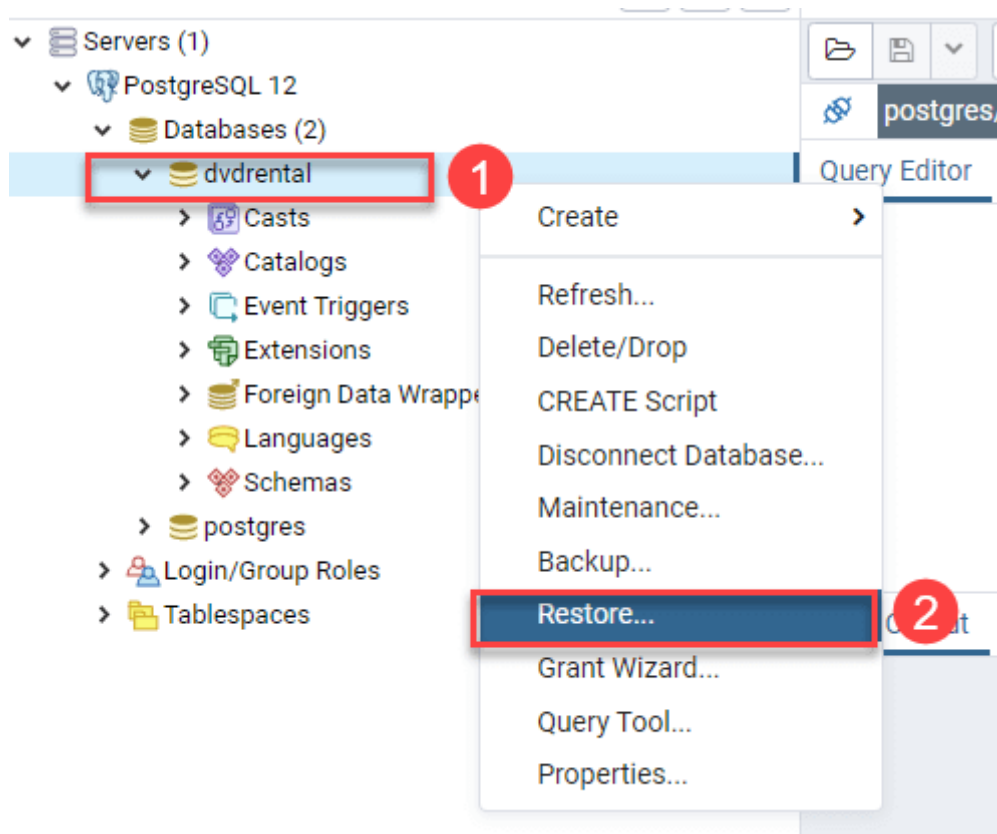 Servers (1)
PostgreSQL 12
Databases (2)
dvdrental
1
Casts
Catalogs
Event Triggers
Extensions
Foreign Data Wrappe
Languages
Schemas
postgres
Login/Group Roles
Tablespaces
postgres/
Query Editor
Create
Refresh...
Delete/Drop
CREATE Script
Disconnect Database...
Maintenance...
Backup...
Restore...
2
Grant Wizard...
Query Tool...
Properties...